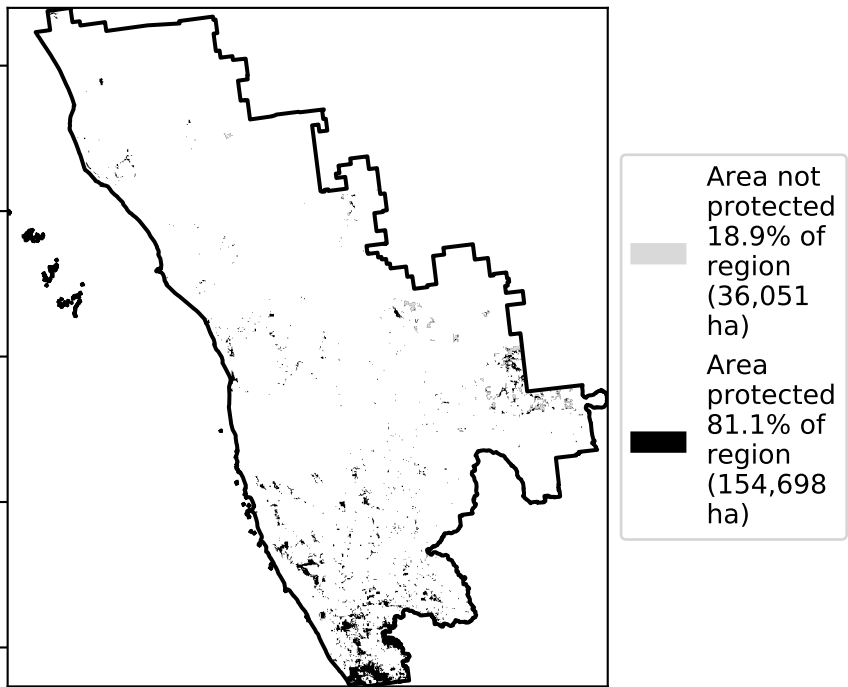 Area not
protected
18.9% of
region
(36,051
ha)
Area
protected
81.1% of
region
(154,698
ha)